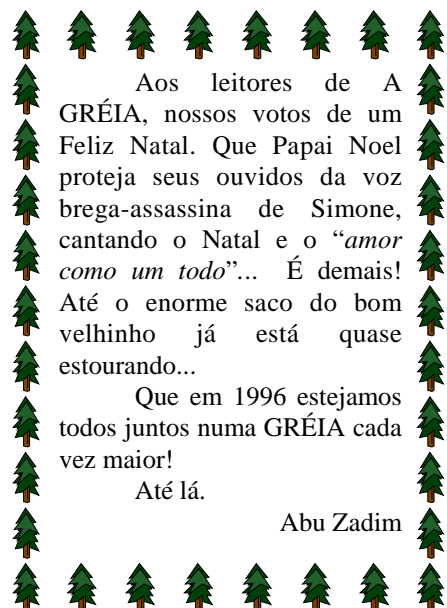 Aos leitores de A
GRÉIA, nossos votos de um
Feliz Natal. Que Papai Noel
proteja seus ouvidos da voz
brega-assassina de Simone,
cantando o Natal e o “amor
como um todo”... É demais!
Até o enorme saco do bom
velhinho já está quase
estourando...
Que em 1996 estejamos
todos juntos numa GRÉIA cada
vez maior!
Até lá.
Abu Zadim